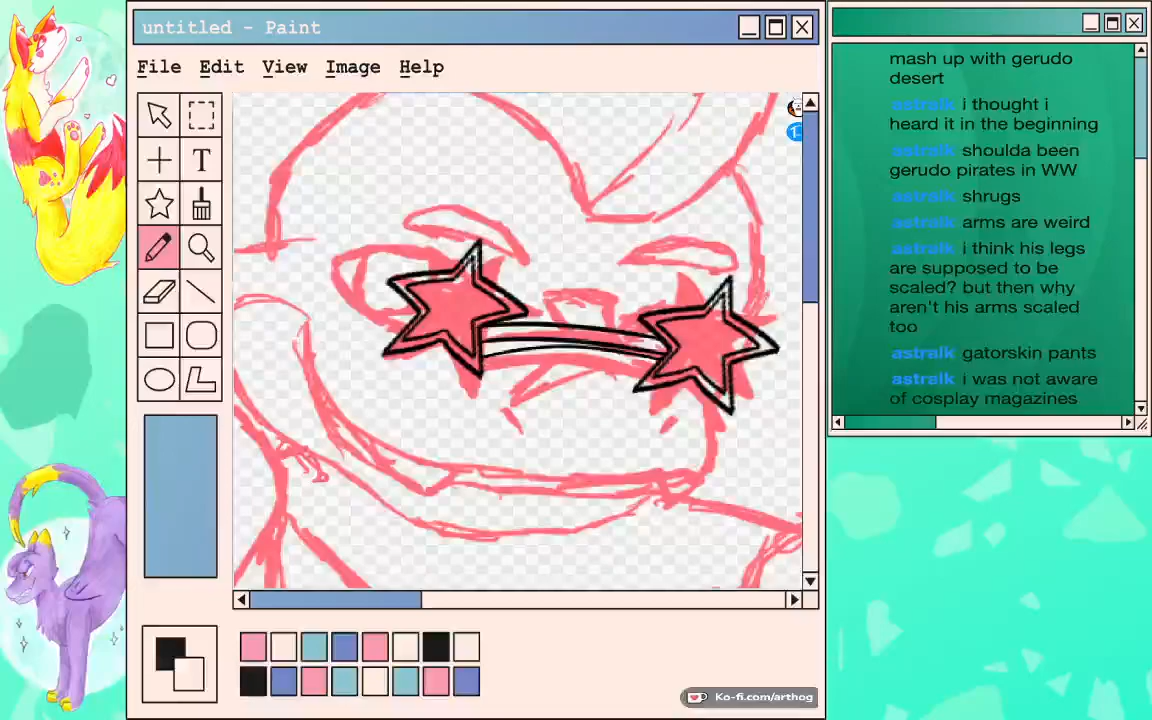 untitled - Paint
File Edit View Image Help
T
mash up with gerudo
desert
astralk i thought i
heard it in the beginning
astralk shoulda been
gerudo pirates in WW
astralk shrugs
astralk arms are weird
astralk i think his legs
are supposed to be
scaled? but then why
aren't his arms scaled
too
astralk gatorskin pants
astralk i was not aware
of cosplay magazines
Ko-fi.com/arthog